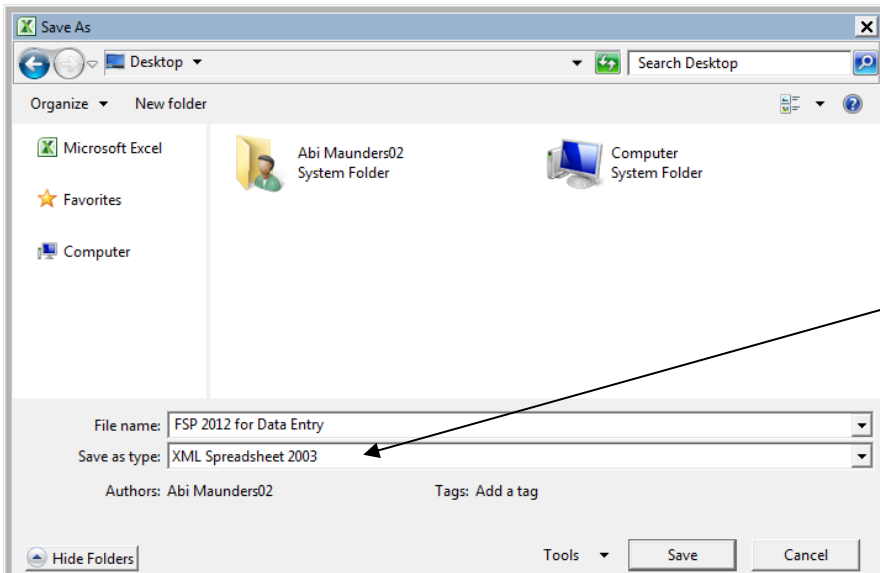 Save As
Desktop
Search Desktop
Organize
New folder
Microsoft Excel
Favorites
Computer
Abi Maunders02
System Folder
Computer
System Folder
File name: FSP 2012 for Data Entry
Save as type: XML Spreadsheet 2003
Authors: Abi Maunders02
Tags: Add a tag
Hide Folders
Tools
Save
Cancel